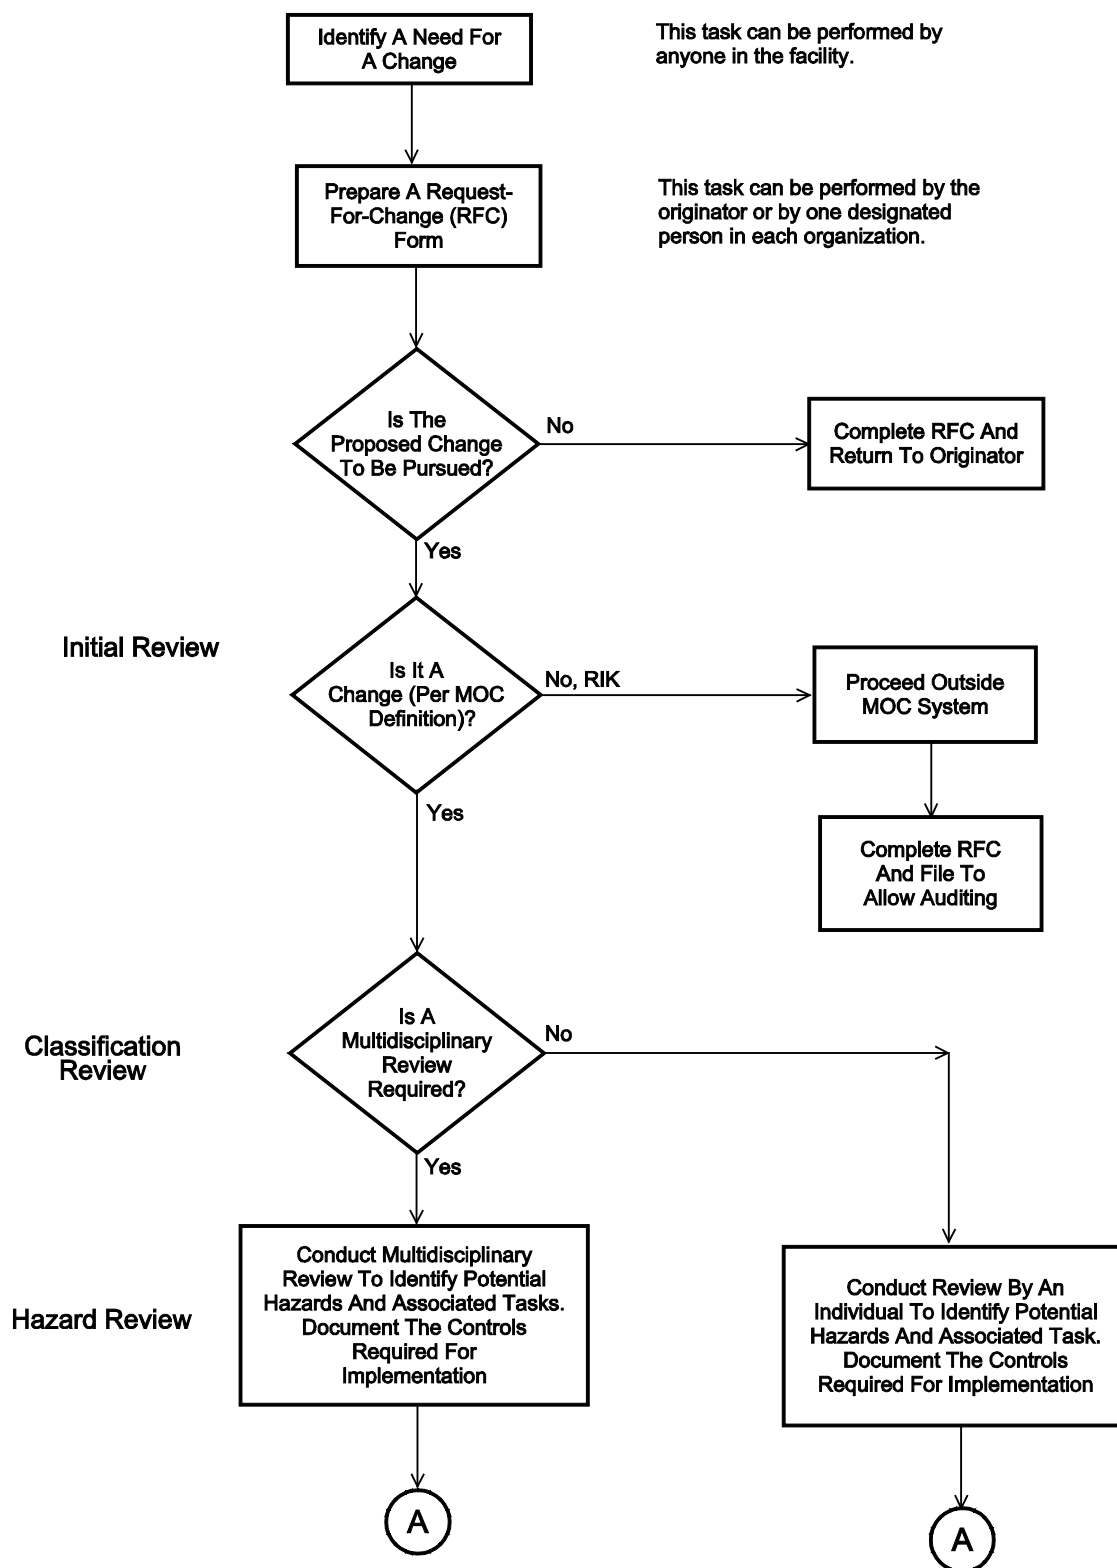 Identify A Need For
A Change
This task can be performed by
anyone in the facility.
Prepare A Request-
For-Change (RFC)
Form
This task can be performed by the
originator or by one designated
person in each organization.
Is The
Proposed Change
To Be Pursued?
No
Complete RFC And
Return To Originator
Yes
Initial Review
Is It A
Change (Per MOC
Definition)?
No, RIK
Proceed Outside
MOC System
Yes
Complete RFC
And File To
Allow Auditing
Classification
Review
Is A
Multidisciplinary
Review
Required?
No
Yes
Hazard Review
Conduct Multidisciplinary
Review To Identify Potential
Hazards And Associated Tasks.
Document The Controls
Required For
Implementation
Conduct Review By An
Individual To Identify Potential
Hazards And Associated Task.
Document The Controls
Required For Implementation
A
A